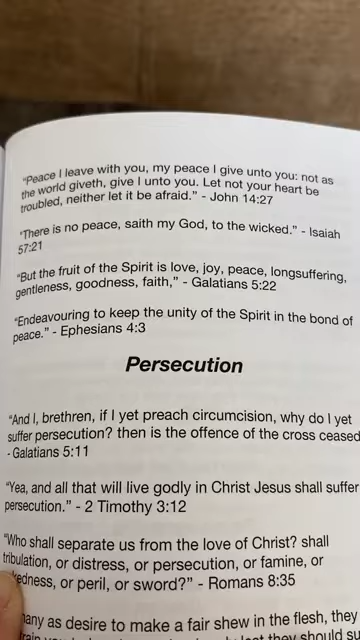 "Peace I leave with you, my peace I give unto you: not as
the world giveth, give I unto you. Let not your heart be
troubled, neither let it be afraid." - John 14:27
"There is no peace, saith my God, to the wicked." - Isaiah
57:21
"But the fruit of the Spirit is love, joy, peace, longsuffering,
gentleness, goodness, faith," - Galatians 5:22
"Endeavouring to keep the unity of the Spirit in the bond of
peace." - Ephesians 4:3
Persecution
"And I, brethren, if I yet preach circumcision, why do I yet
suffer persecution? then is the offence of the cross ceased
- Galatians 5:11
"Yea, and all that will live godly in Christ Jesus shall suffer
persecution." - 2 Timothy 3:12
"Who shall separate us from the love of Christ? shall
tribulation, or distress, or persecution, or famine, or
kedness, or peril, or sword?" - Romans 8:35
any as desire to make a fair shew in the flesh, they
they should su